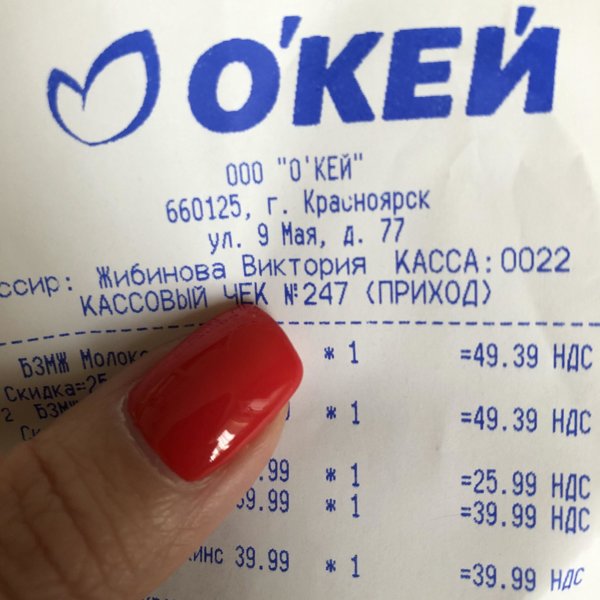 О'КЕЙ
ООО "О'КЕЙ"
660125, г. Красноярск
ул. 9 Мая, д. 77
ссир: Жибинова Виктория КАССА:0022
КАССОВЫЙ ЧЕК №247 (ПРИХОД)
БЗМЖ Молоко * 1 =49.39 НДС
Скидка=25
2 БЗМЖ * 1 =49.39 НДС
.99 * 1 =25.99 НДС
39.99 * 1 =39.99 НДС
кинс 39.99 * 1 =39.99 НДС